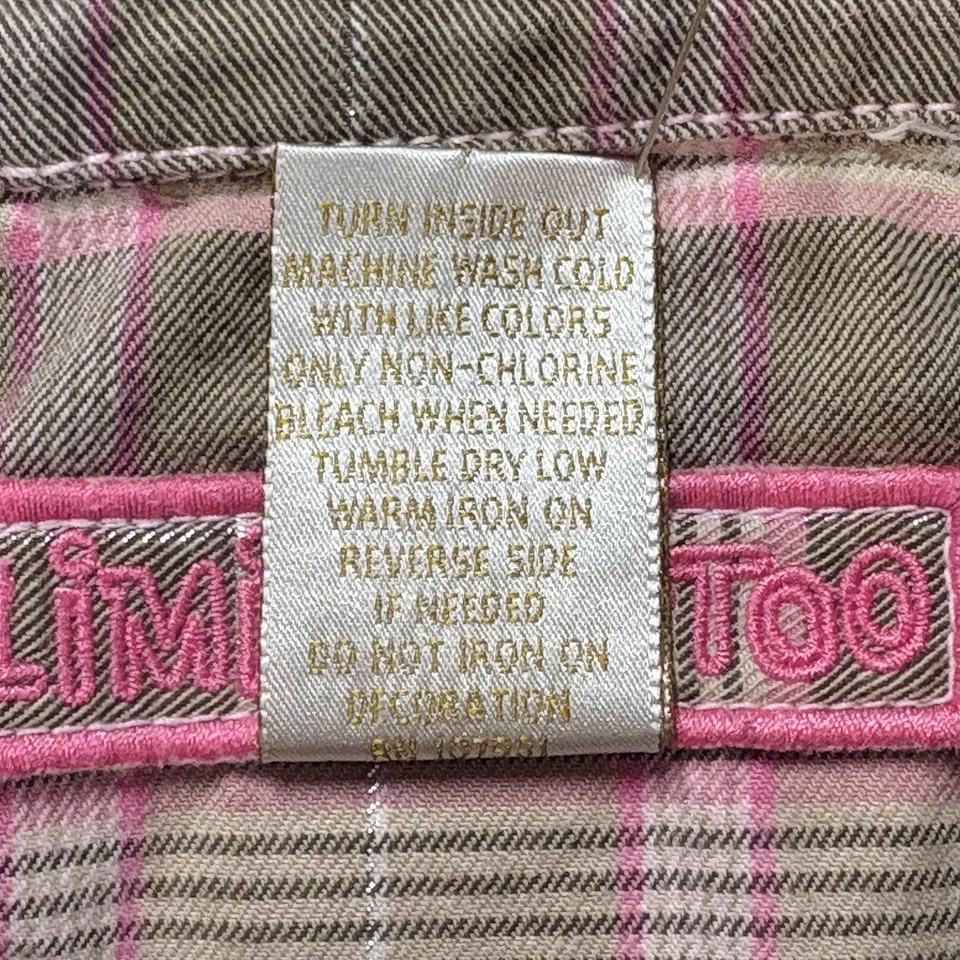 TURN INSIDE OUT
MACHINE WASH COLD
WITH LIKE COLORS
ONLY NON-CHLORINE
BLEACH WHEN NEEDED
TUMBLE DRY LOW
WARM IRON ON
REVERSE SIDE
IF NEEDED
DO NOT IRON ON
DECORATION
RN
LiMi TOO